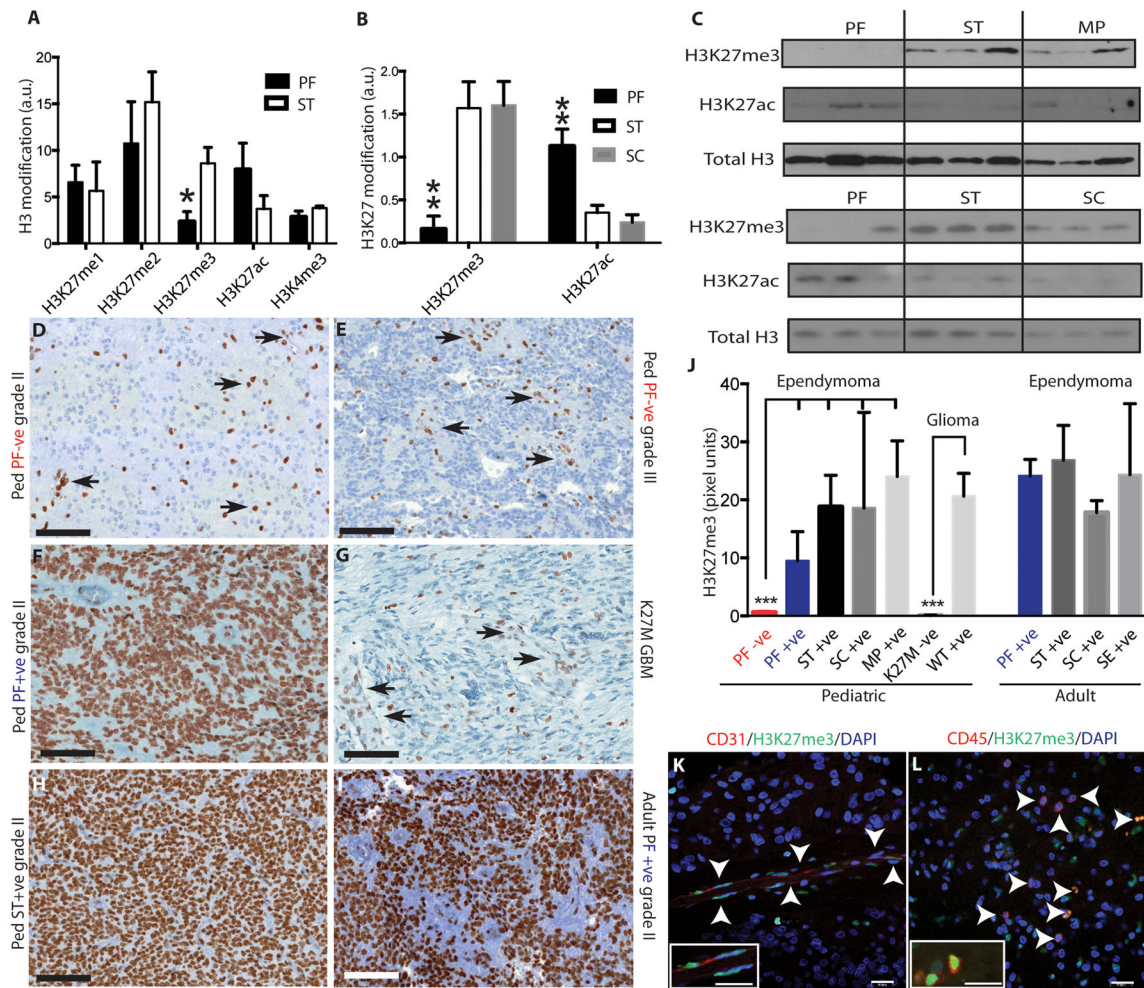 A
H3 modification (a.u.)
20
15
10
5
0
PF
ST
*
H3K27me1
H3K27me2
H3K27me3
H3K27ac
H3K4me3
B
H3K27 modification (a.u.)
2.0
1.5
1.0
0.5
0.0
PF
ST
SC
**
**
H3K27me3
H3K27ac
C
PF ST MP
H3K27me3
H3K27ac
Total H3
PF ST SC
H3K27me3
H3K27ac
Total H3
D
Ped PF-ve grade II
E
Ped PF-ve grade III
F
Ped PF+ve grade II
G
K27M GBM
H
Ped ST+ve grade II
I
Adult PF +ve grade II
J
H3K27me3 (pixel units)
40
30
20
10
0
Ependymoma
Glioma
Ependymoma
***
***
PF -ve
PF +ve
ST +ve
SC +ve
MP +ve
K27M -ve
WT +ve
PF +ve
ST +ve
SC +ve
SE +ve
Pediatric
Adult
CD31/H3K27me3/DAPI
K
CD45/H3K27me3/DAPI
L